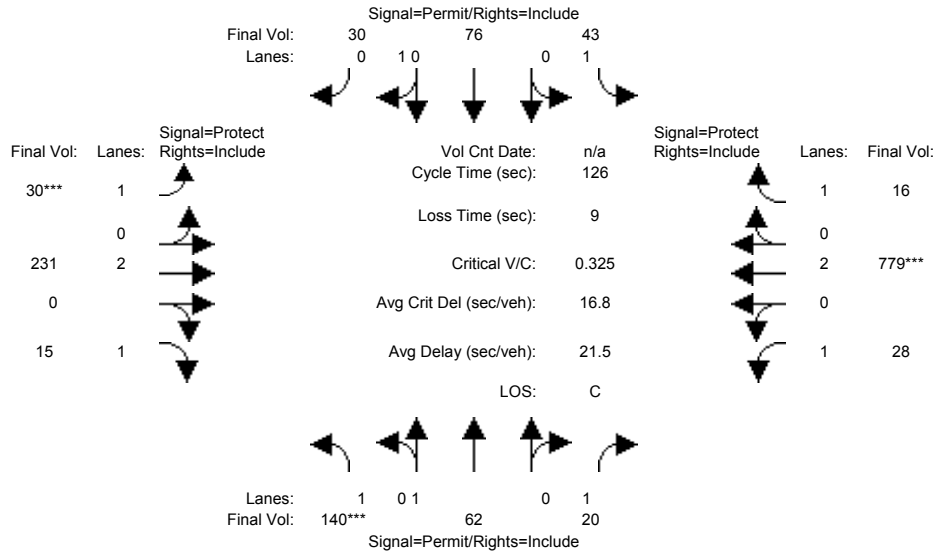 Signal=Permit/Rights=Include
Final Vol: 30 76 43
Lanes: 0 1 0 0 1
Signal=Protect Signal=Protect
Final Vol: Lanes: Rights=Include Vol Cnt Date: n/a Rights=Include Lanes: Final Vol:
Cycle Time (sec): 126
30*** 1 1 16
Loss Time (sec): 9
0 0
231 2 Critical V/C: 0.325 2 779***
0 Avg Crit Del (sec/veh): 16.8 0
15 1 Avg Delay (sec/veh): 21.5 1 28
LOS: C
Lanes: 1 0 1 0 1
Final Vol: 140*** 62 20
Signal=Permit/Rights=Include